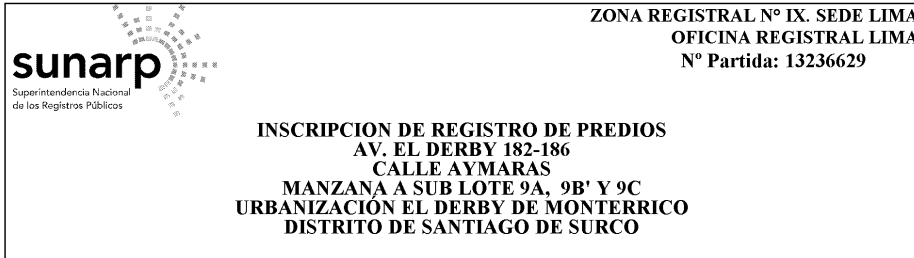 ZONA REGISTRAL N° IX. SEDE LIMA
OFICINA REGISTRAL LIMA
Nº Partida: 13236629
sunarp
Superintendencia Nacional
de los Registros Públicos
INSCRIPCION DE REGISTRO DE PREDIOS
AV. EL DERBY 182-186
CALLE AYMARAS
MANZANA A SUB LOTE 9A, 9B' Y 9C
URBANIZACIÓN EL DERBY DE MONTERRICO
DISTRITO DE SANTIAGO DE SURCO